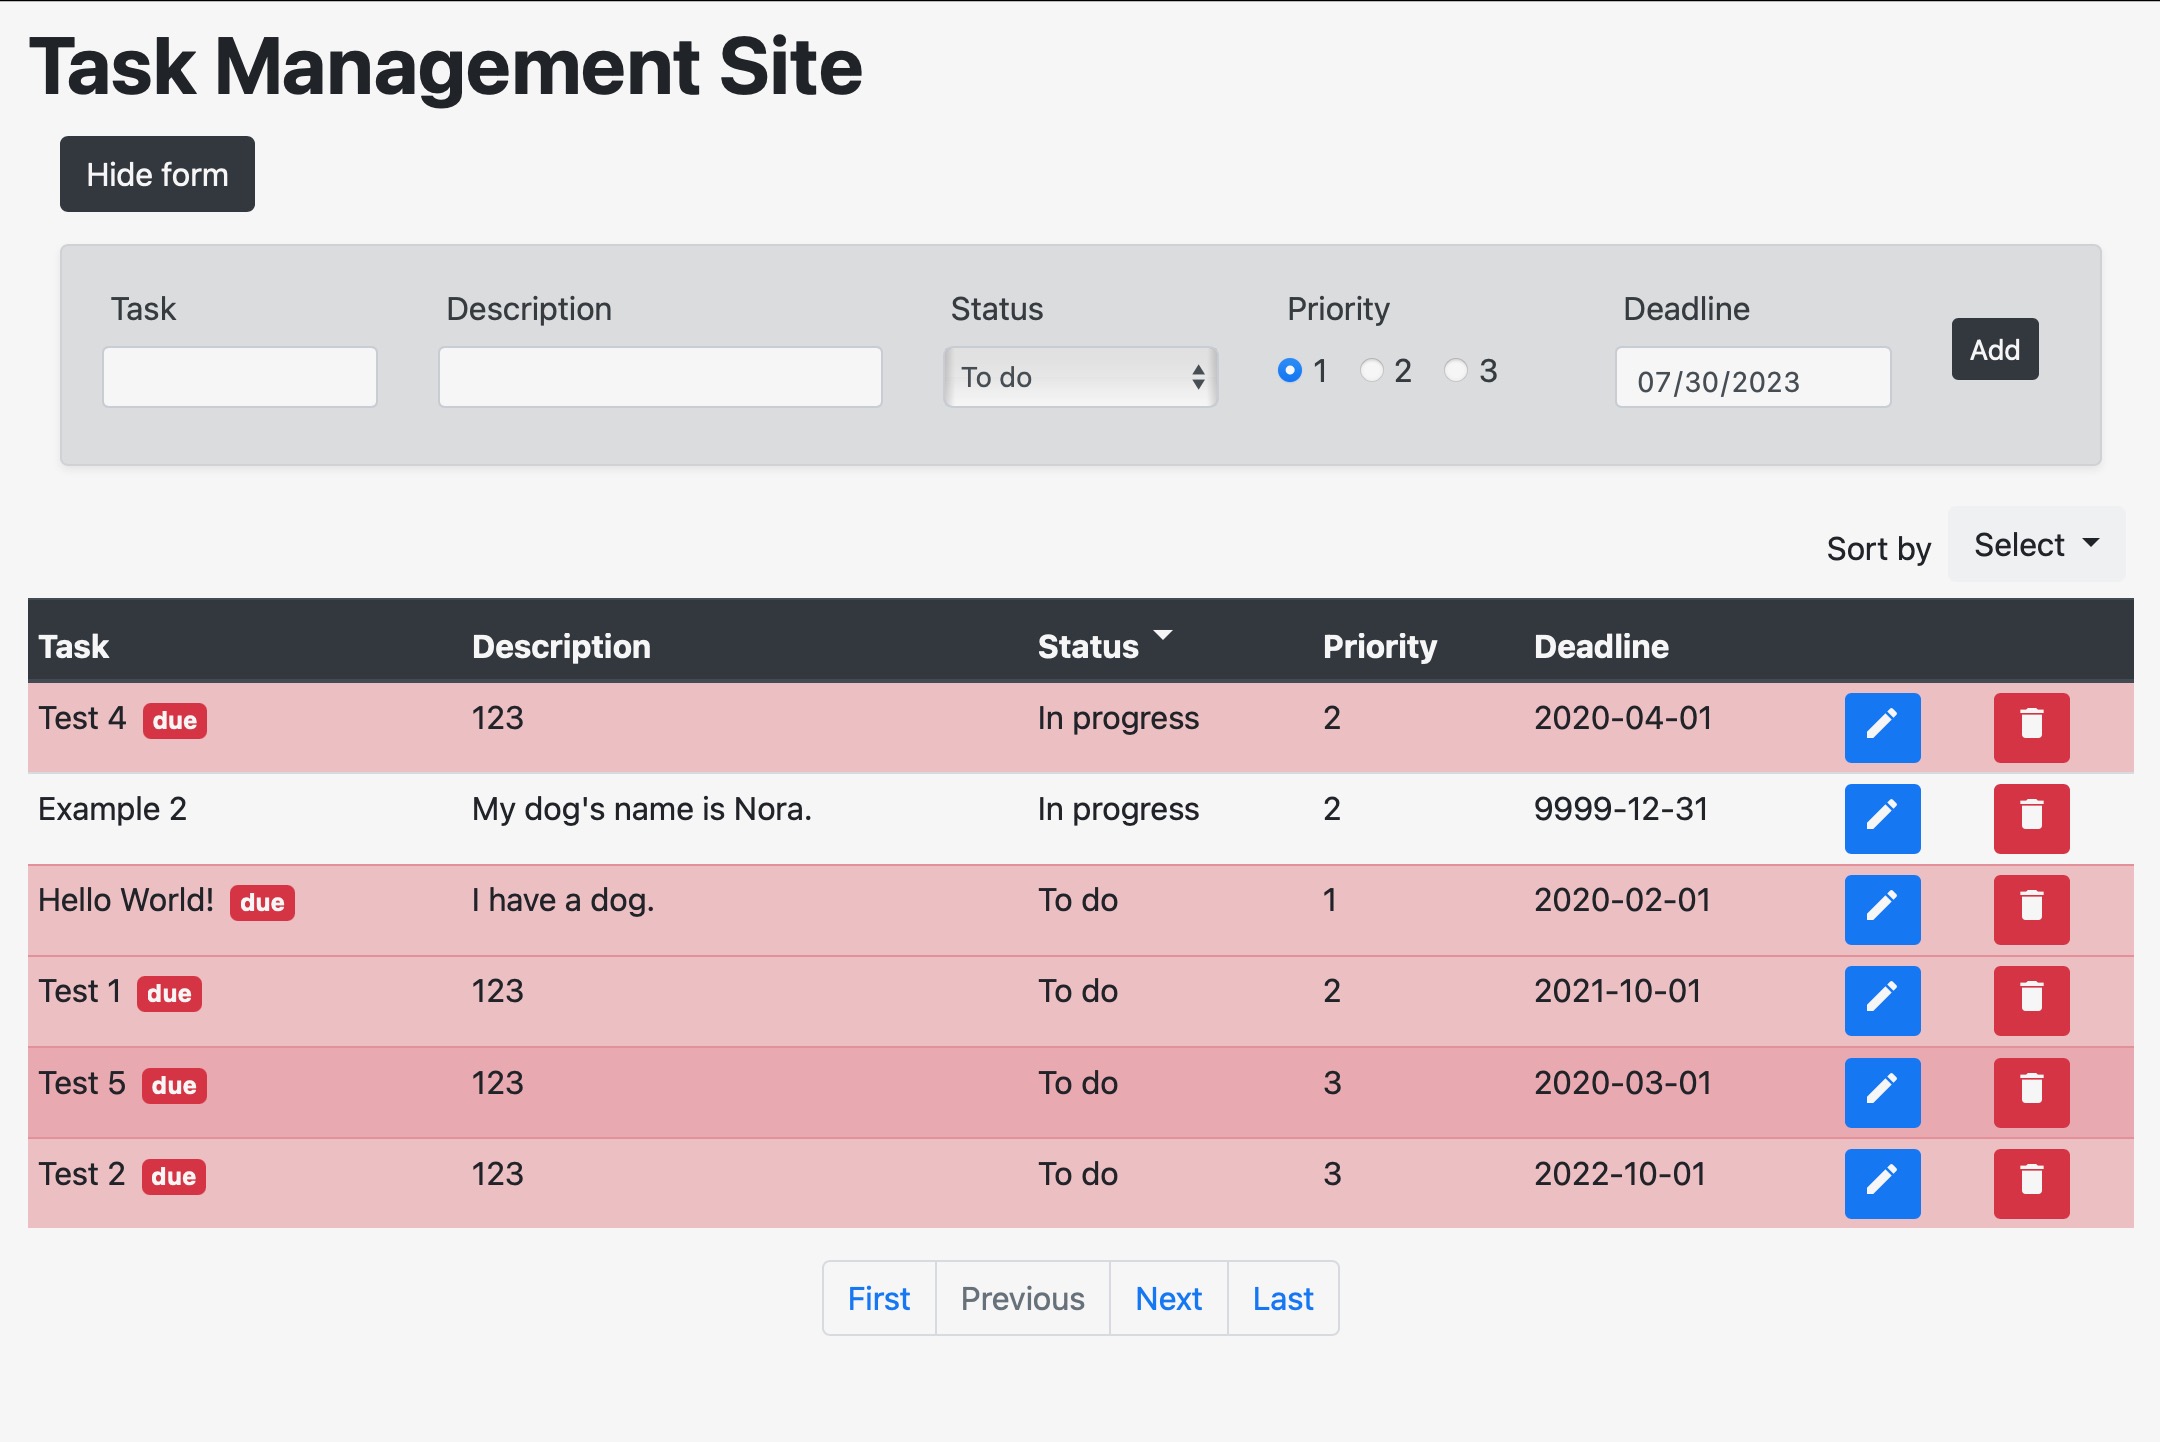 Task Management Site
Hide form
Task Description Status Priority Deadline
To do 1 2 3 07/30/2023 Add
Sort by Select
Task Description Status Priority Deadline
Test 4 due 123 In progress 2 2020-04-01
Example 2 My dog's name is Nora. In progress 2 9999-12-31
Hello World! due I have a dog. To do 1 2020-02-01
Test 1 due 123 To do 2 2021-10-01
Test 5 due 123 To do 3 2020-03-01
Test 2 due 123 To do 3 2022-10-01
First Previous Next Last